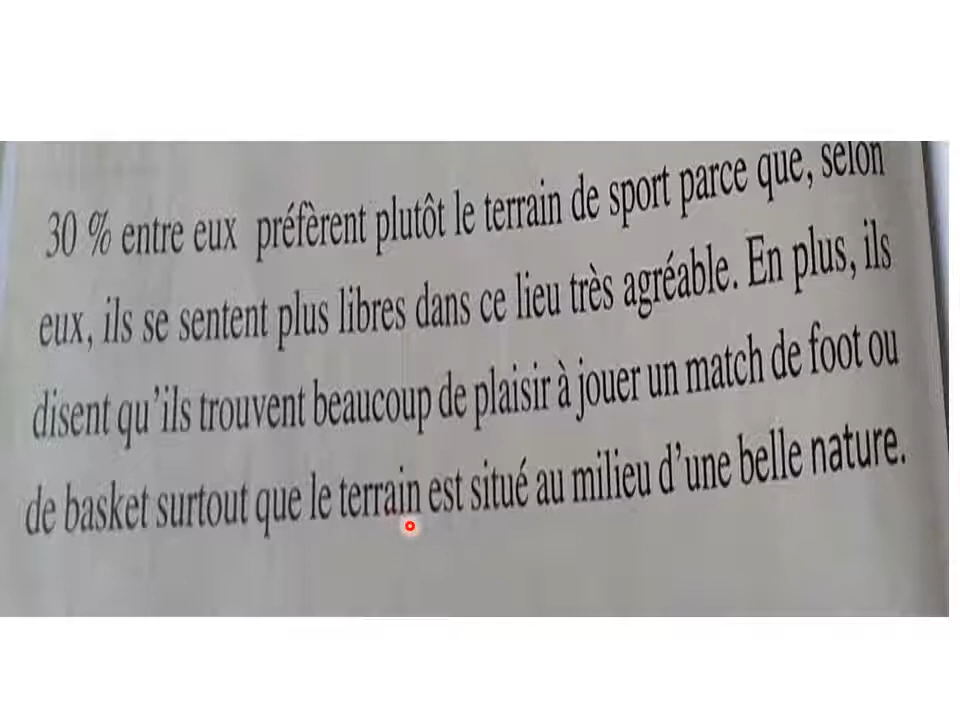 30 % entre eux préfèrent plutôt le terrain de sport parce que, selon
eux, ils se sentent plus libres dans ce lieu très agréable. En plus, ils
disent qu'ils trouvent beaucoup de plaisir à jouer un match de foot ou
de basket surtout que le terrain est situé au milieu d'une belle nature.